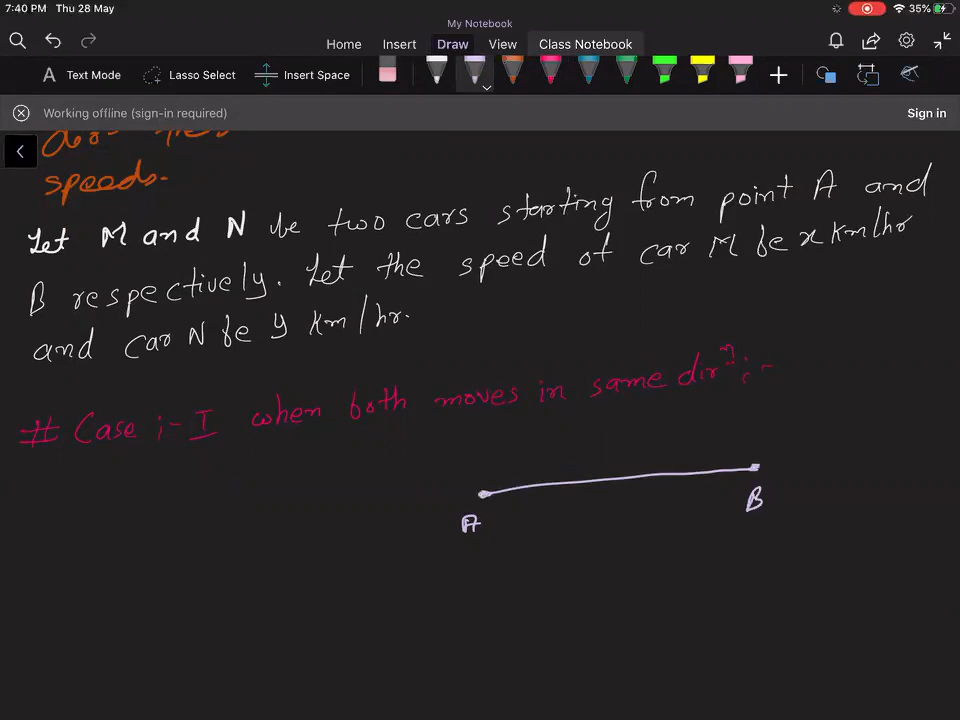 7:40 PM Thu 28 May
35%
My Notebook
Home Insert Draw View Class Notebook
Text Mode Lasso Select Insert Space
Working offline (sign-in required) Sign in
speeds.
Let M and N be two cars starting from point A and
B respectively. Let the speed of car M be x km/hr
and car N be y km/hr.
# Case :- I when both moves in same dirⁿ :-
A B